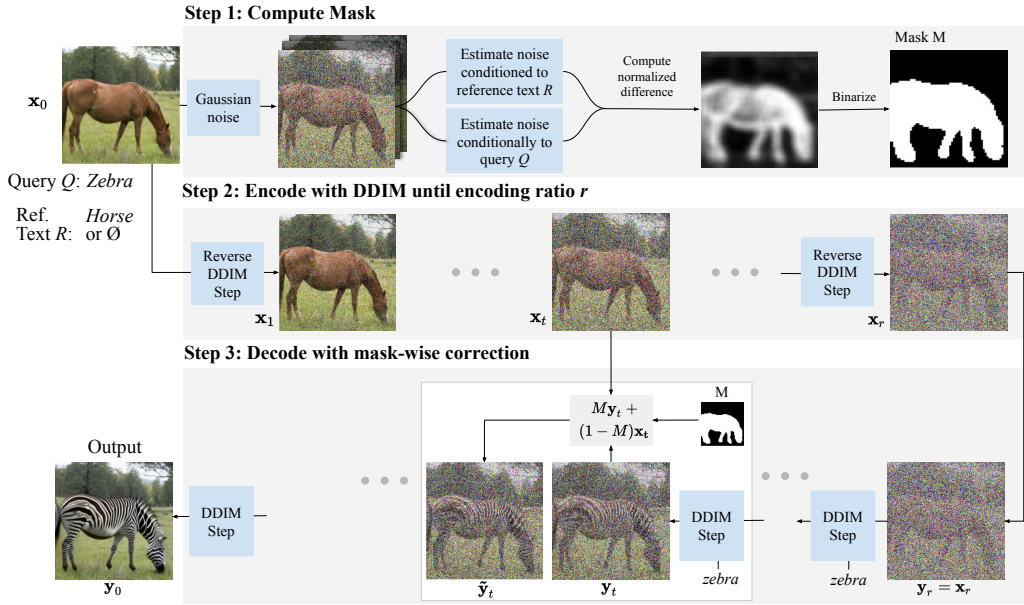 Step 1: Compute Mask
x₀
Gaussian
noise
Estimate noise
conditioned to
reference text R
Estimate noise
conditionally to
query Q
Compute
normalized
difference
Binarize
Mask M
Query Q: Zebra
Ref.
Text R:
Horse
or Ø
Step 2: Encode with DDIM until encoding ratio r
Reverse
DDIM
Step
x₁
xₜ
Reverse
DDIM
Step
xᵣ
Step 3: Decode with mask-wise correction
Output
y₀
DDIM
Step
Myₜ +
(1 − M)xₜ
M
ỹₜ
yₜ
DDIM
Step
zebra
DDIM
Step
zebra
yᵣ = xᵣ